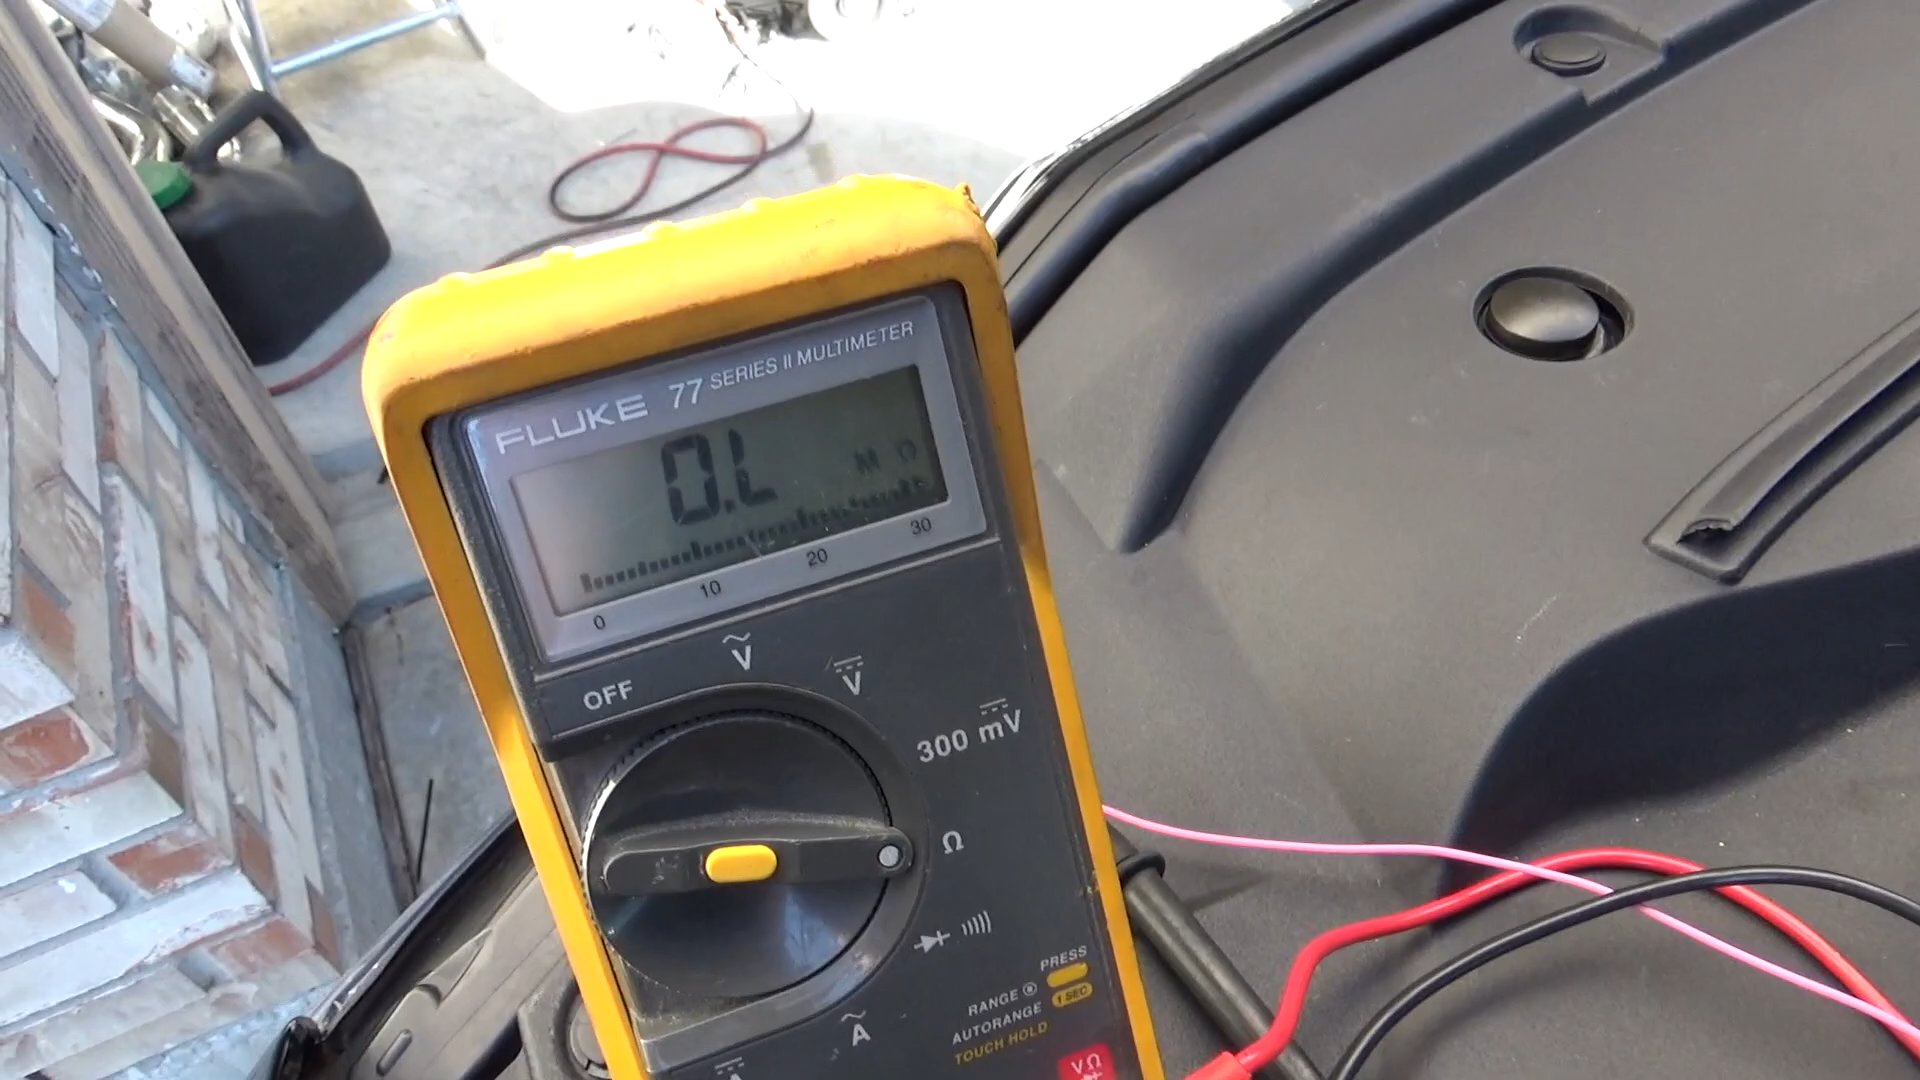 FLUKE 77 SERIES II MULTIMETER
0.L M Ω
0 10 20 30
OFF
V
V
300 mV
Ω
A
PRESS
RANGE
1 SEC
AUTORANGE
TOUCH HOLD
VΩ